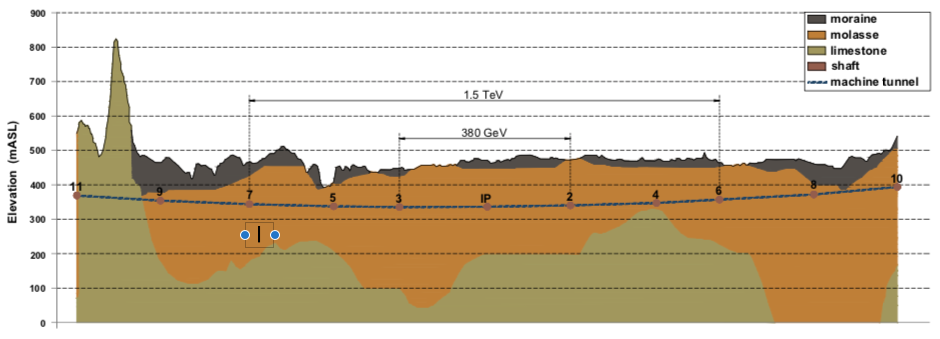 900
800
700
600
500
400
300
200
100
0
Elevation (mASL)
moraine
molasse
limestone
shaft
machine tunnel
1.5 TeV
380 GeV
11
9
7
5
3
IP
2
4
6
8
10